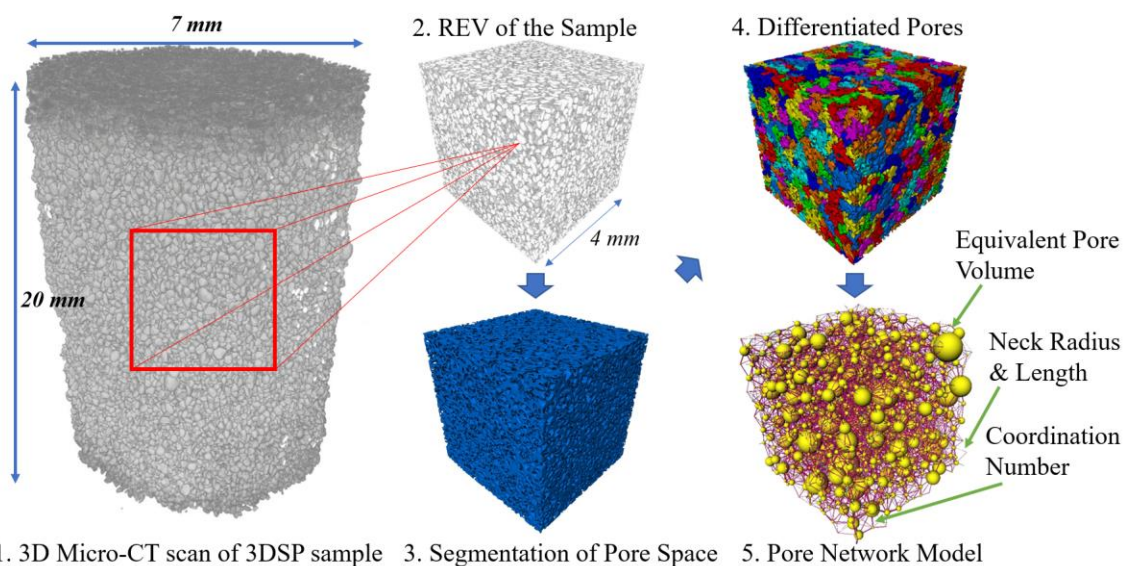 7 mm
20 mm
1. 3D Micro-CT scan of 3DSP sample
2. REV of the Sample
4 mm
3. Segmentation of Pore Space
4. Differentiated Pores
Equivalent Pore
Volume
Neck Radius
& Length
Coordination
Number
5. Pore Network Model